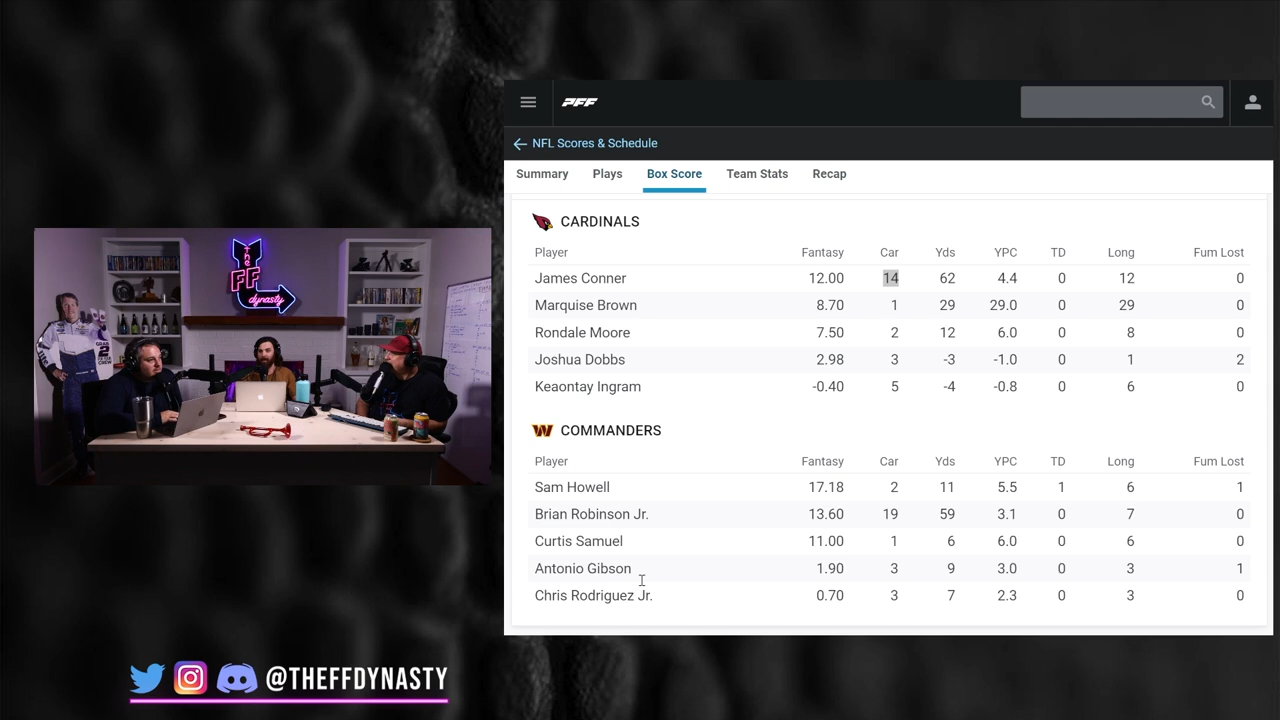 PFF
NFL Scores & Schedule
Summary Plays Box Score Team Stats Recap
CARDINALS
Player Fantasy Car Yds YPC TD Long Fum Lost
James Conner 12.00 14 62 4.4 0 12 0
Marquise Brown 8.70 1 29 29.0 0 29 0
Rondale Moore 7.50 2 12 6.0 0 8 0
Joshua Dobbs 2.98 3 -3 -1.0 0 1 2
Keaontay Ingram -0.40 5 -4 -0.8 0 6 0
W COMMANDERS
Player Fantasy Car Yds YPC TD Long Fum Lost
Sam Howell 17.18 2 11 5.5 1 6 1
Brian Robinson Jr. 13.60 19 59 3.1 0 7 0
Curtis Samuel 11.00 1 6 6.0 0 6 0
Antonio Gibson 1.90 3 9 3.0 0 3 1
Chris Rodriguez Jr. 0.70 3 7 2.3 0 3 0
the
FF
dynasty
@THEFFDYNASTY